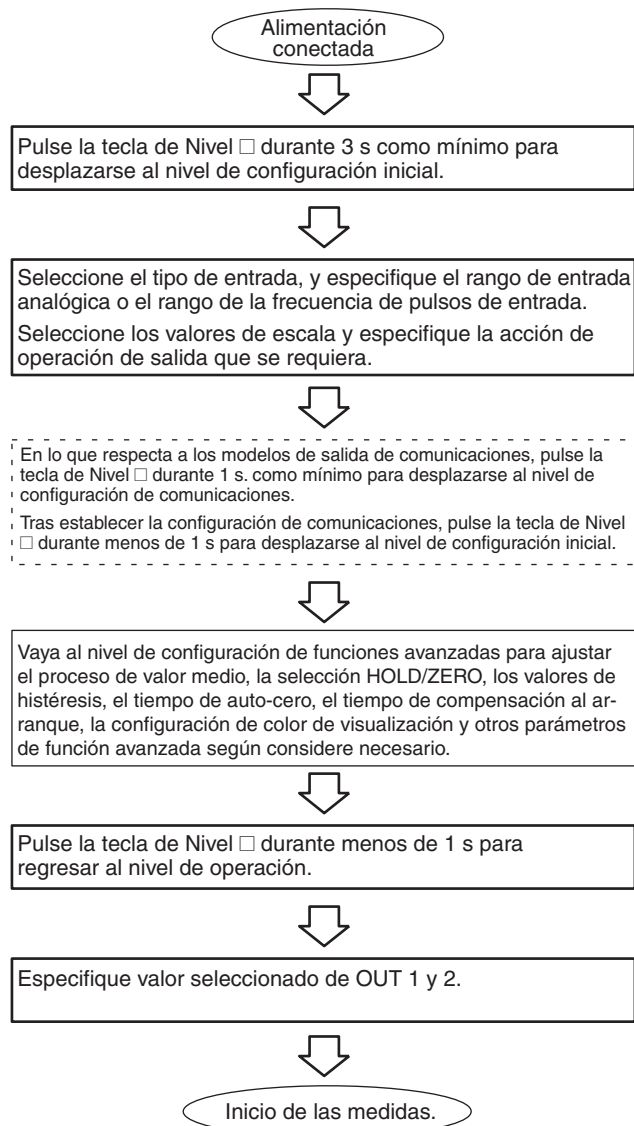 Alimentación
conectada
Pulse la tecla de Nivel □ durante 3 s como mínimo para
desplazarse al nivel de configuración inicial.
Seleccione el tipo de entrada, y especifique el rango de entrada
analógica o el rango de la frecuencia de pulsos de entrada.
Seleccione los valores de escala y especifique la acción de
operación de salida que se requiera.
En lo que respecta a los modelos de salida de comunicaciones, pulse la
tecla de Nivel □ durante 1 s. como mínimo para desplazarse al nivel de
configuración de comunicaciones.
Tras establecer la configuración de comunicaciones, pulse la tecla de Nivel
□ durante menos de 1 s para desplazarse al nivel de configuración inicial.
Vaya al nivel de configuración de funciones avanzadas para ajustar
el proceso de valor medio, la selección HOLD/ZERO, los valores de
histéresis, el tiempo de auto-cero, el tiempo de compensación al ar-
ranque, la configuración de color de visualización y otros parámetros
de función avanzada según considere necesario.
Pulse la tecla de Nivel □ durante menos de 1 s para
regresar al nivel de operación.
Especifique valor seleccionado de OUT 1 y 2.
Inicio de las medidas.